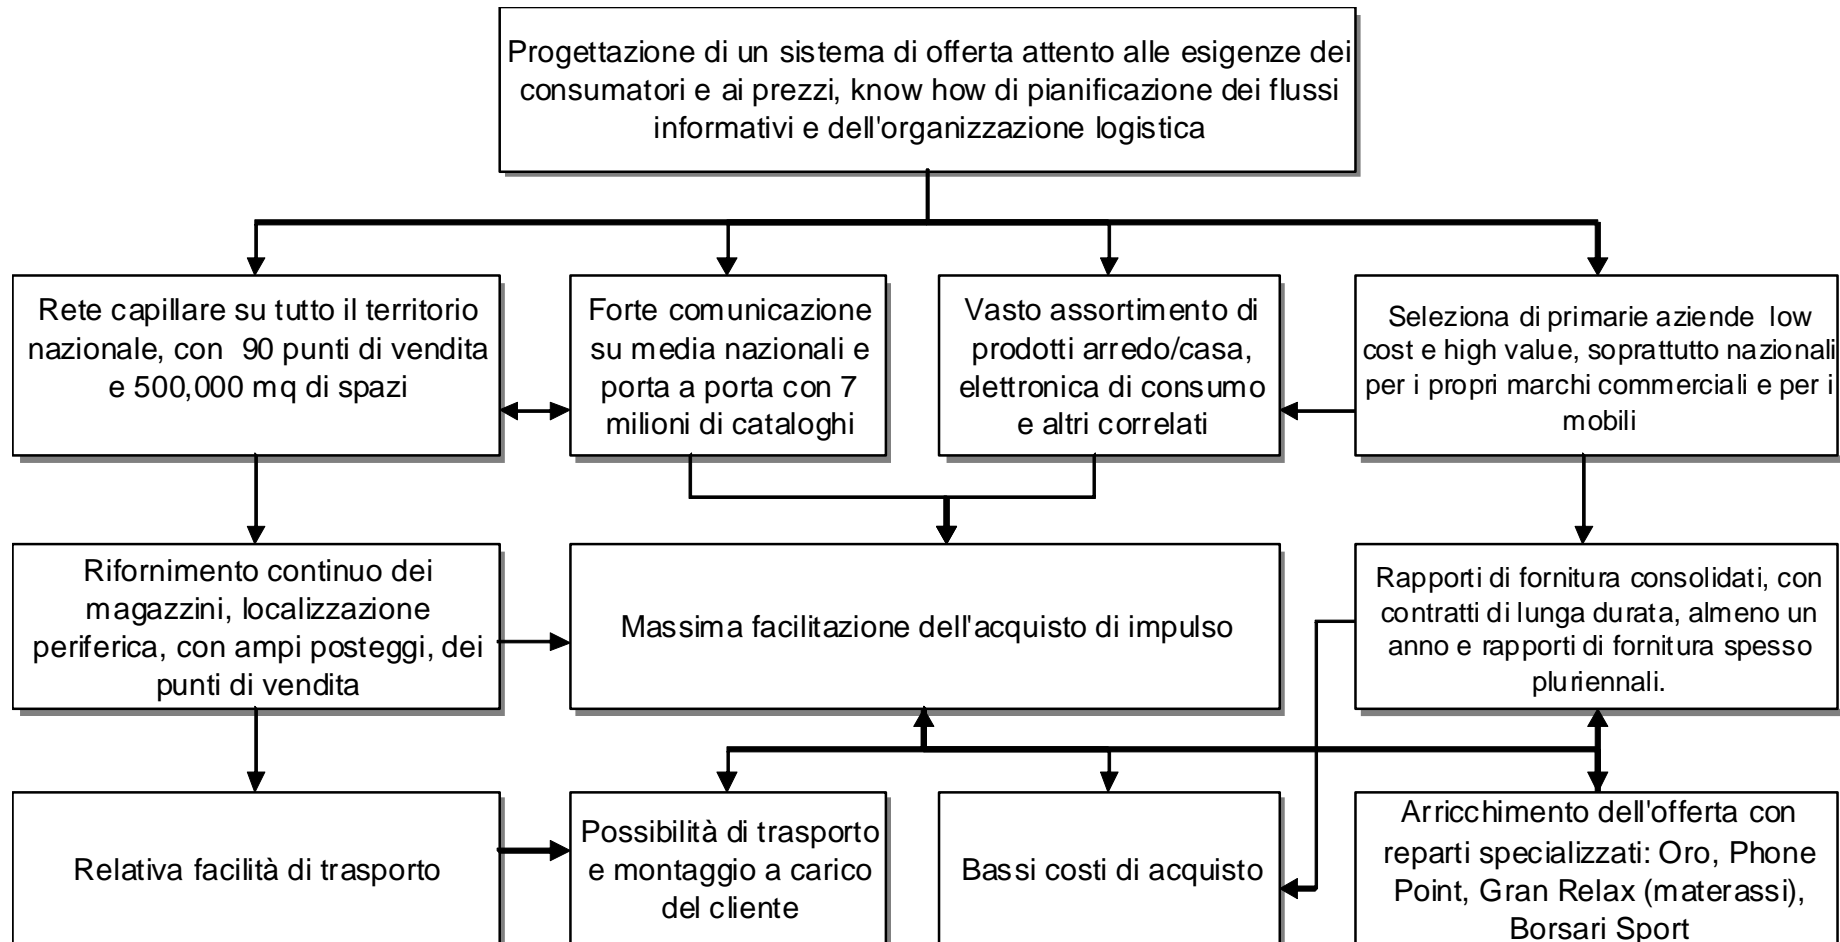 Progettazione di un sistema di offerta attento alle esigenze dei
consumatori e ai prezzi, know how di pianificazione dei flussi
informativi e dell'organizzazione logistica
Rete capillare su tutto il territorio
nazionale, con 90 punti di vendita
e 500,000 mq di spazi
Forte comunicazione
su media nazionali e
porta a porta con 7
milioni di cataloghi
Vasto assortimento di
prodotti arredo/casa,
elettronica di consumo
e altri correlati
Seleziona di primarie aziende low
cost e high value, soprattutto nazionali
per i propri marchi commerciali e per i
mobili
Rifornimento continuo dei
magazzini, localizzazione
periferica, con ampi posteggi, dei
punti di vendita
Massima facilitazione dell'acquisto di impulso
Rapporti di fornitura consolidati, con
contratti di lunga durata, almeno un
anno e rapporti di fornitura spesso
pluriennali.
Relativa facilità di trasporto
Possibilità di trasporto
e montaggio a carico
del cliente
Bassi costi di acquisto
Arricchimento dell'offerta con
reparti specializzati: Oro, Phone
Point, Gran Relax (materassi),
Borsari Sport